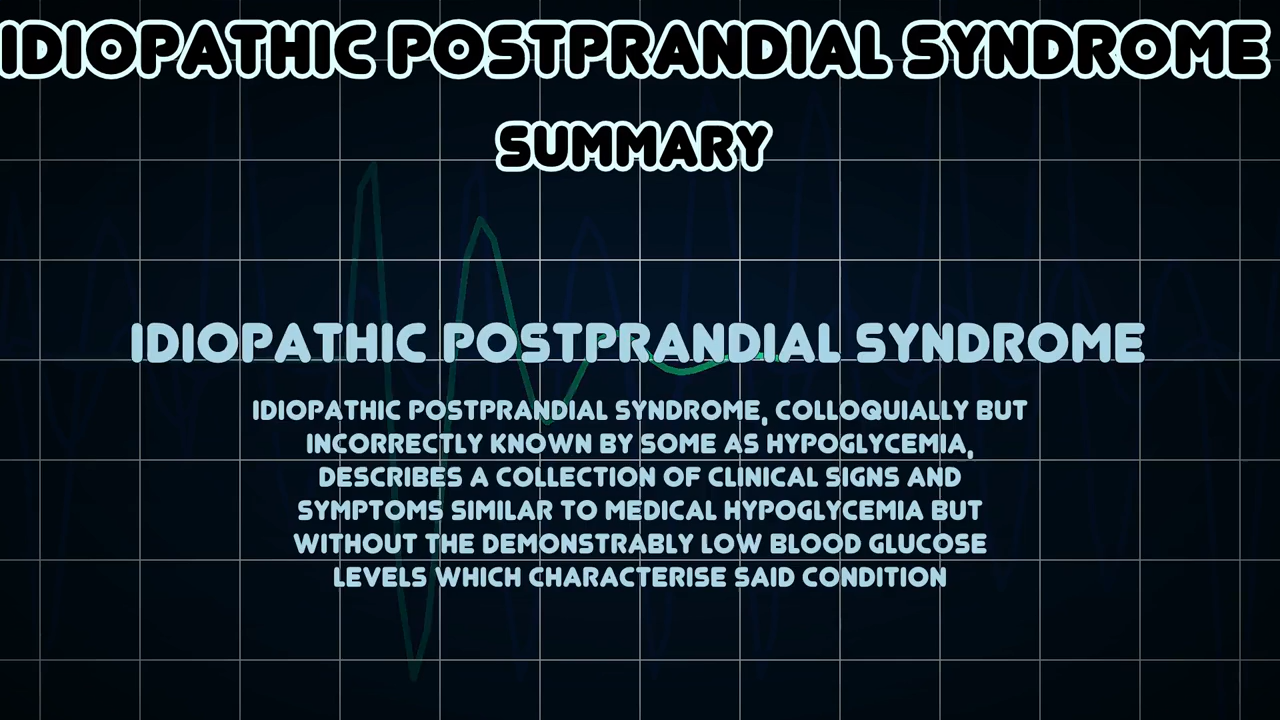 IDIOPATHIC POSTPRANDIAL SYNDROME
SUMMARY
IDIOPATHIC POSTPRANDIAL SYNDROME
IDIOPATHIC POSTPRANDIAL SYNDROME, COLLOQUIALLY BUT
INCORRECTLY KNOWN BY SOME AS HYPOGLYCEMIA,
DESCRIBES A COLLECTION OF CLINICAL SIGNS AND
SYMPTOMS SIMILAR TO MEDICAL HYPOGLYCEMIA BUT
WITHOUT THE DEMONSTRABLY LOW BLOOD GLUCOSE
LEVELS WHICH CHARACTERISE SAID CONDITION